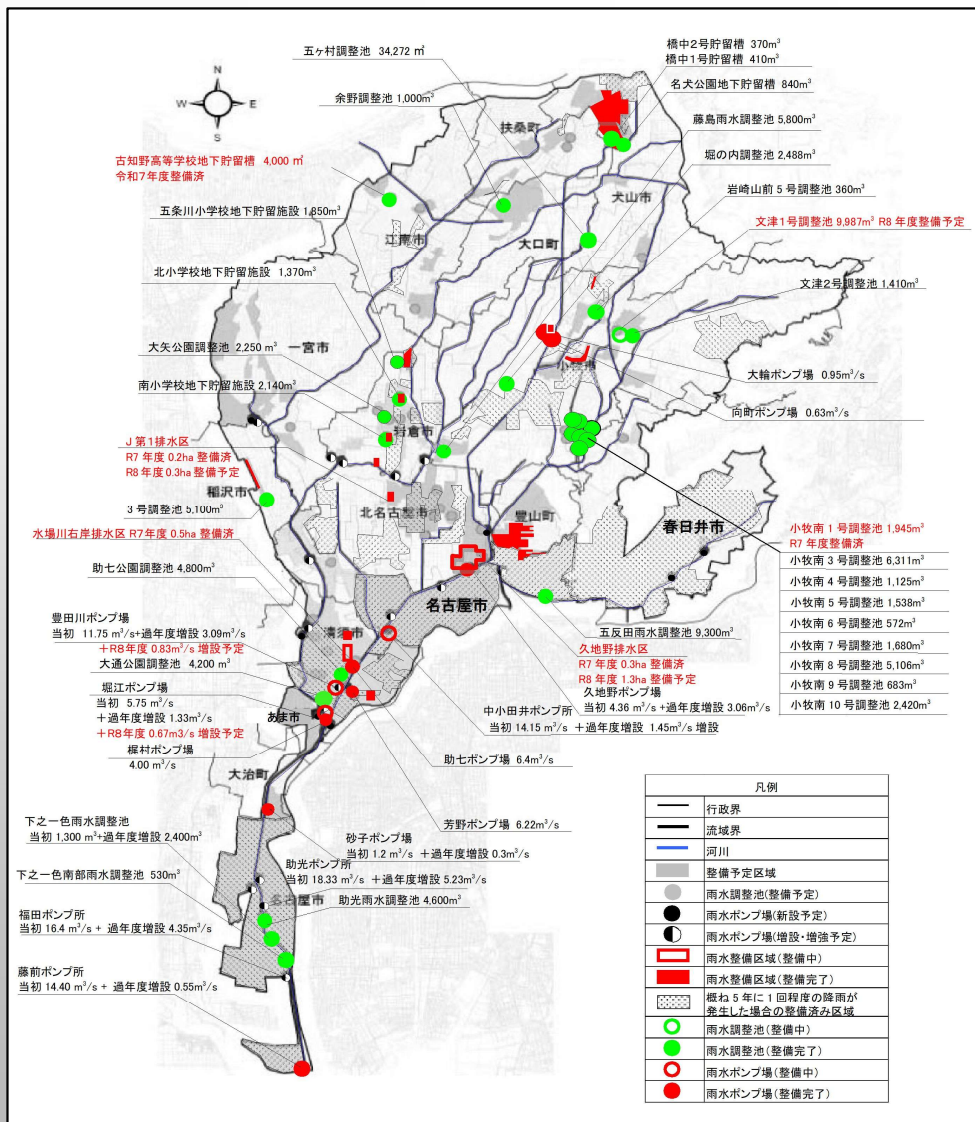 五ヶ村調整池 34,272 ㎥
橋中2号貯留槽 370m³
橋中1号貯留槽 410m³
名犬公園地下貯留槽 840m³
余野調整池 1,000m³
藤島雨水調整池 5,800m³
堀の内調整池 2,488m³
岩崎山前5号調整池 360m³
文津1号調整池 9,987m³ R8 年度整備予定
文津2号調整池 1,410m³
大輪ポンプ場 0.95m³/s
向町ポンプ場 0.63m³/s
N
W
E
S
古知野高等学校地下貯留槽 4,000 ㎥
令和7年度整備済
五条川小学校地下貯留施設 1,850m³
北小学校地下貯留施設 1,370m³
大矢公園調整池 2,250 m³
南小学校地下貯留施設 2,140m³
J 第1排水区
R7 年度 0.2ha 整備済
R8 年度 0.3ha 整備予定
3号調整池 5,100m³
水場川右岸排水区 R7年度 0.5ha 整備済
助七公園調整池 4,800m³
豊田川ポンプ場
当初 11.75 m³/s+過年度増設 3.09m³/s
+R8年度 0.83m³/s 増設予定
大通公園調整池 4,200 m³
堀江ポンプ場
当初 5.75 m³/s
+過年度増設 1.33m³/s
+R8年度 0.67m3/s 増設予定
梶村ポンプ場
4.00 m³/s
扶桑町
犬山市
江南市
大口町
一宮市
小牧市
岩倉市
稲沢市
北名古屋市
豊山町
春日井市
名古屋市
清須市
あま市
大治町
名古屋市
小牧南1号調整池 1,945m³
R7 年度整備済
小牧南3号調整池 6,311m³
小牧南4号調整池 1,125m³
小牧南5号調整池 1,538m³
小牧南6号調整池 572m³
小牧南7号調整池 1,680m³
小牧南8号調整池 5,106m³
小牧南9号調整池 683m³
小牧南10号調整池 2,420m³
五反田雨水調整池 9,300m³
久地野排水区
R7 年度 0.3ha 整備済
R8 年度 1.3ha 整備予定
久地野ポンプ場
当初 4.36 m³/s +過年度増設 3.06m³/s
中小田井ポンプ所
当初 14.15 m³/s +過年度増設 1.45m³/s 増設
助七ポンプ場 6.4m³/s
芳野ポンプ場 6.22m³/s
砂子ポンプ場
当初 1.2 m³/s +過年度増設 0.3m³/s
助光ポンプ所
当初 18.33 m³/s +過年度増設 5.23m³/s
助光雨水調整池 4,600m³
下之一色雨水調整池
当初 1,300 m³+過年度増設 2,400m³
下之一色南部雨水調整池 530m³
福田ポンプ所
当初 16.4 m³/s + 過年度増設 4.35m³/s
藤前ポンプ所
当初 14.40 m³/s + 過年度増設 0.55m³/s
凡例
行政界
流域界
河川
整備予定区域
雨水調整池(整備予定)
雨水ポンプ場(新設予定)
雨水ポンプ場(増設・増強予定)
雨水整備区域(整備中)
雨水整備区域(整備完了)
概ね5年に1回程度の降雨が
発生した場合の整備済み区域
雨水調整池(整備中)
雨水調整池(整備完了)
雨水ポンプ場(整備中)
雨水ポンプ場(整備完了)